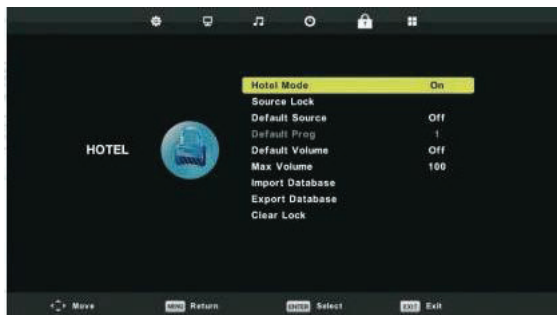 Hotel Mode On
Source Lock
Default Source Off
Default Prog 1
HOTEL
Default Volume Off
Max Volume 100
Import Database
Export Database
Clear Lock
Move MENU Return ENTER Select EXIT Exit